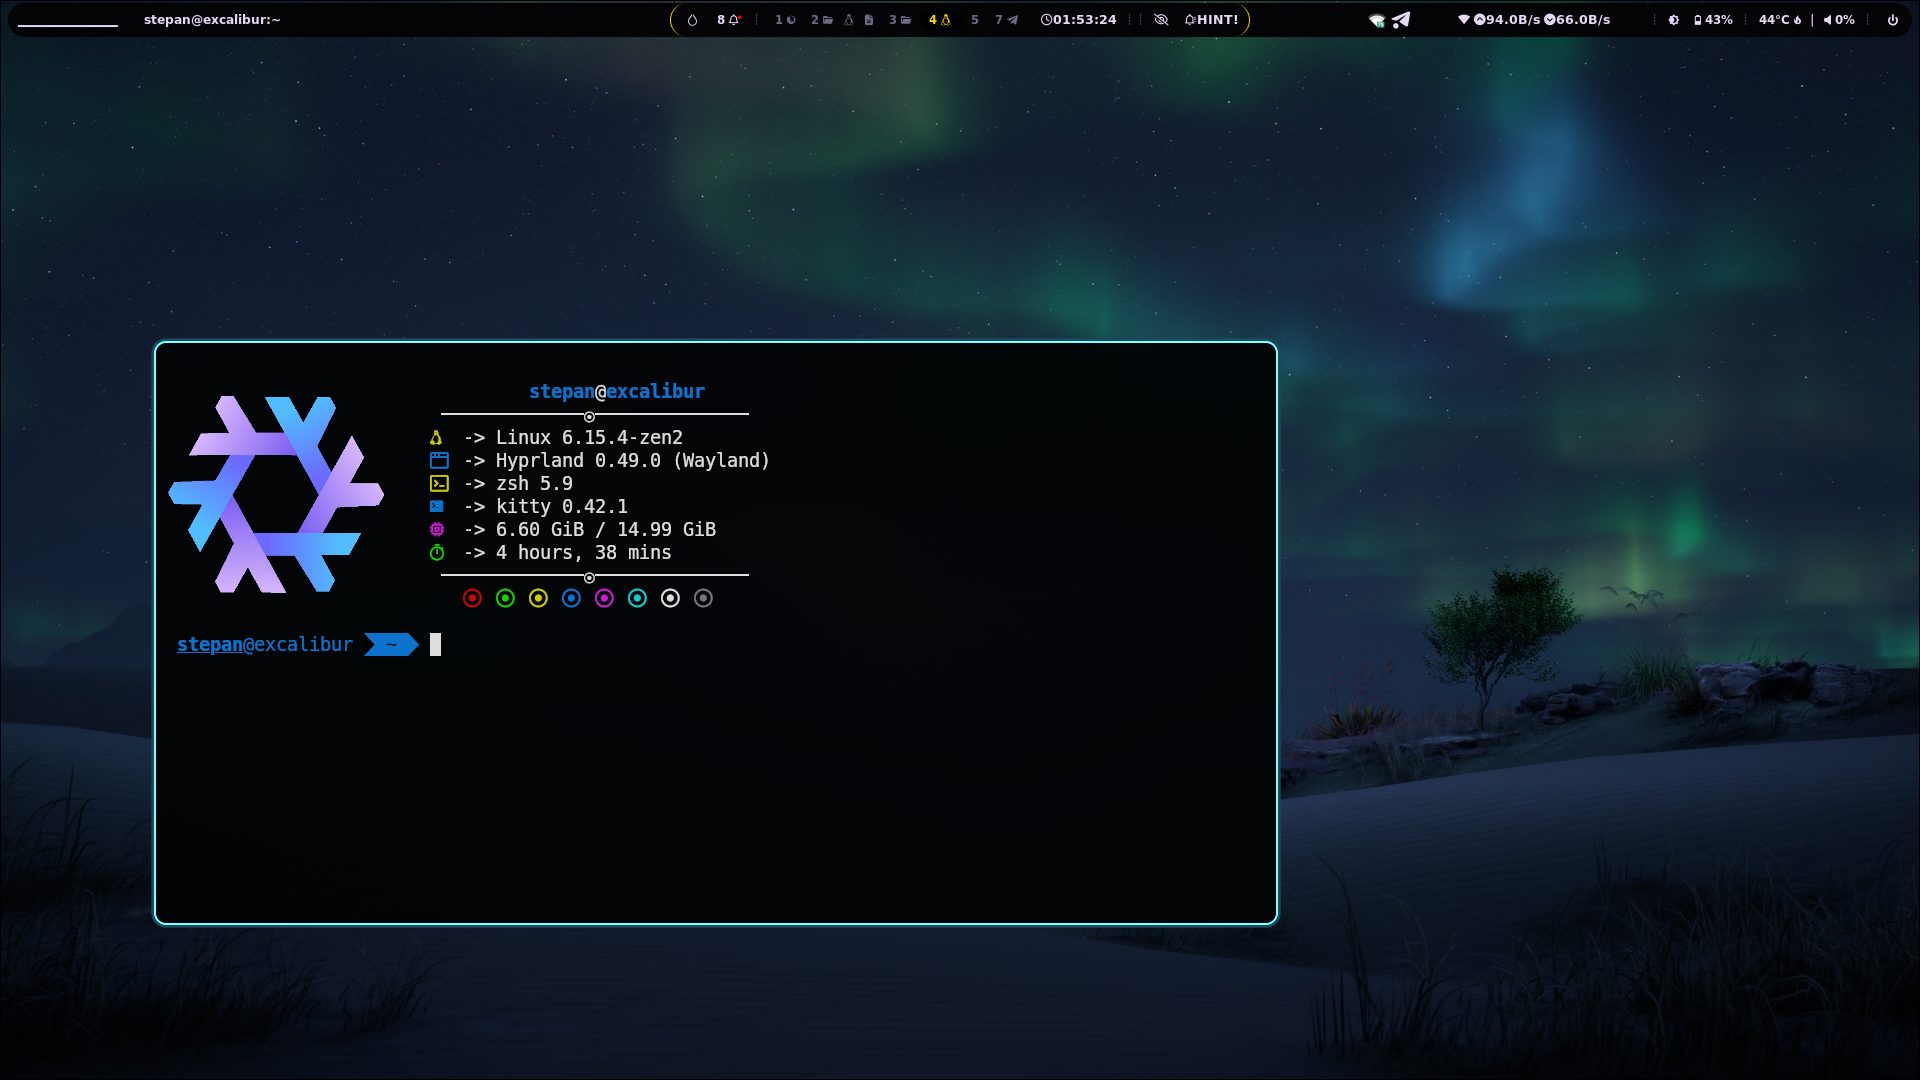 stepan@excalibur:~
8
1 2 3 4 5 7
01:53:24
HINT!
94.0B/s 66.0B/s
43%
44°C | 0%
stepan@excalibur
-> Linux 6.15.4-zen2
-> Hyprland 0.49.0 (Wayland)
-> zsh 5.9
-> kitty 0.42.1
-> 6.60 GiB / 14.99 GiB
-> 4 hours, 38 mins
stepan@excalibur ~